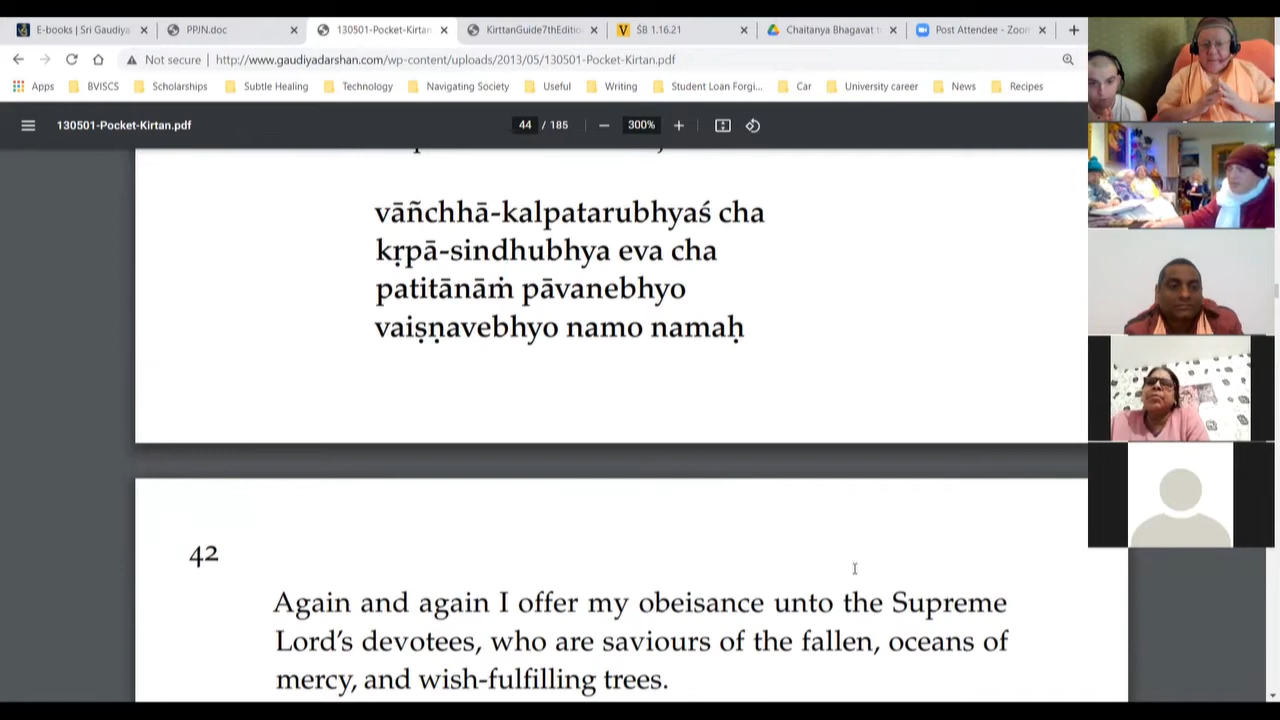 E-books | Sri Gaudiya
PPJN.doc
130501-Pocket-Kirtan
KirttanGuide7thEditio
ŚB 1.16.21
Chaitanya Bhagavat
Post Attendee - Zoom
Not secure
http://www.gaudiyadarshan.com/wp-content/uploads/2013/05/130501-Pocket-Kirtan.pdf
Apps
BVISCS
Scholarships
Subtle Healing
Technology
Navigating Society
Useful
Writing
Student Loan Forgi...
Car
University career
News
Recipes
130501-Pocket-Kirtan.pdf
44 / 185
300%
vāñchhā-kalpatarubhyaś cha
kṛpā-sindhubhya eva cha
patitānāṁ pāvanebhyo
vaiṣṇavebhyo namo namaḥ
42
Again and again I offer my obeisance unto the Supreme
Lord's devotees, who are saviours of the fallen, oceans of
mercy, and wish-fulfilling trees.